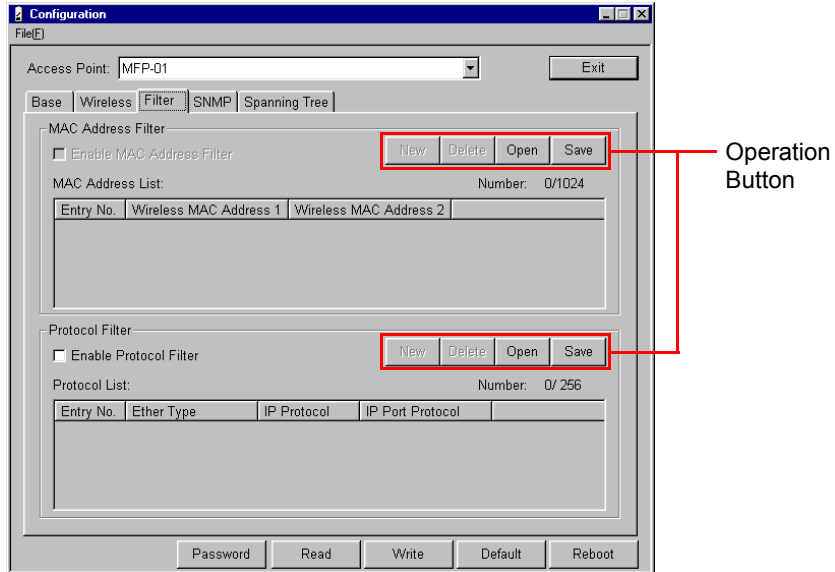 Configuration
File(F)
Access Point: MFP-01 Exit
Base Wireless Filter SNMP Spanning Tree
MAC Address Filter
Enable MAC Address Filter New Delete Open Save
MAC Address List: Number: 0/1024
Entry No. Wireless MAC Address 1 Wireless MAC Address 2
Protocol Filter
Enable Protocol Filter New Delete Open Save
Protocol List: Number: 0/ 256
Entry No. Ether Type IP Protocol IP Port Protocol
Password Read Write Default Reboot
Operation
Button